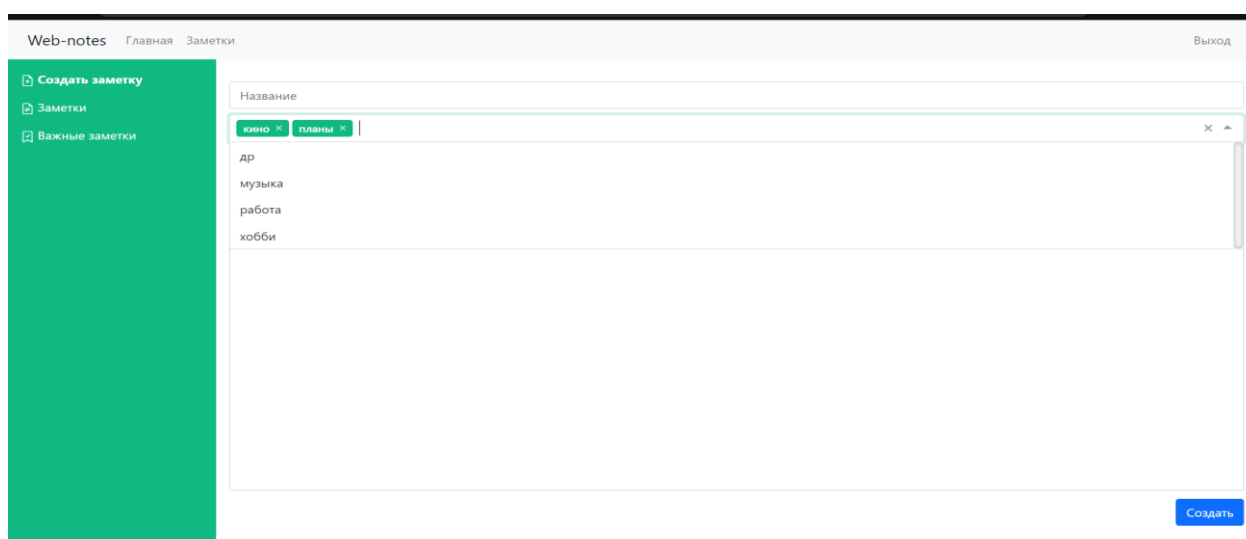 Web-notes Главная Заметки Выход
Создать заметку
Заметки
Важные заметки
Название
кино × планы ×
др
музыка
работа
хобби
Создать